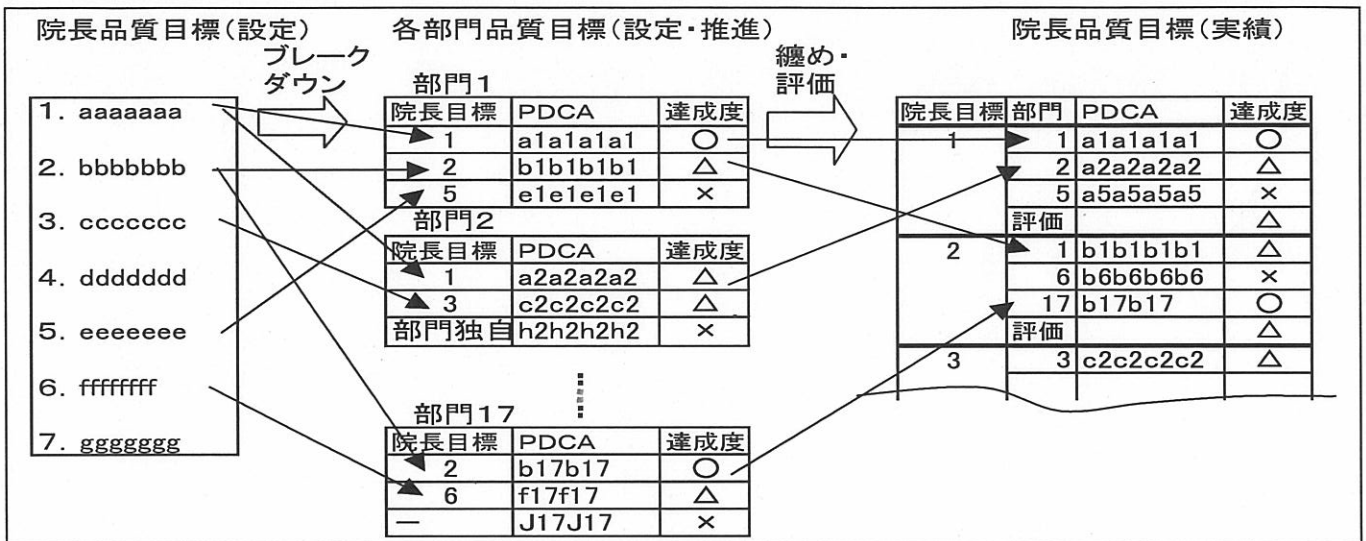 院長品質目標(設定)
ブレーク
ダウン
1. aaaaaaa
2. bbbbbbb
3. ccccccc
4. ddddddd
5. eeeeeee
6. ffffffff
7. ggggggg
各部門品質目標(設定・推進)
部門1
院長目標 PDCA 達成度
1 a1a1a1a1 ○
2 b1b1b1b1 △
5 e1e1e1e1 ×
部門2
院長目標 PDCA 達成度
1 a2a2a2a2 △
3 c2c2c2c2 △
部門独自 h2h2h2h2 ×
部門17
院長目標 PDCA 達成度
2 b17b17 ○
6 f17f17 △
— J17J17 ×
纏め・
評価
院長品質目標(実績)
院長目標 部門 PDCA 達成度
1 1 a1a1a1a1 ○
2 a2a2a2a2 △
5 a5a5a5a5 ×
評価 △
2 1 b1b1b1b1 △
6 b6b6b6b6 ×
17 b17b17 ○
評価 △
3 3 c2c2c2c2 △